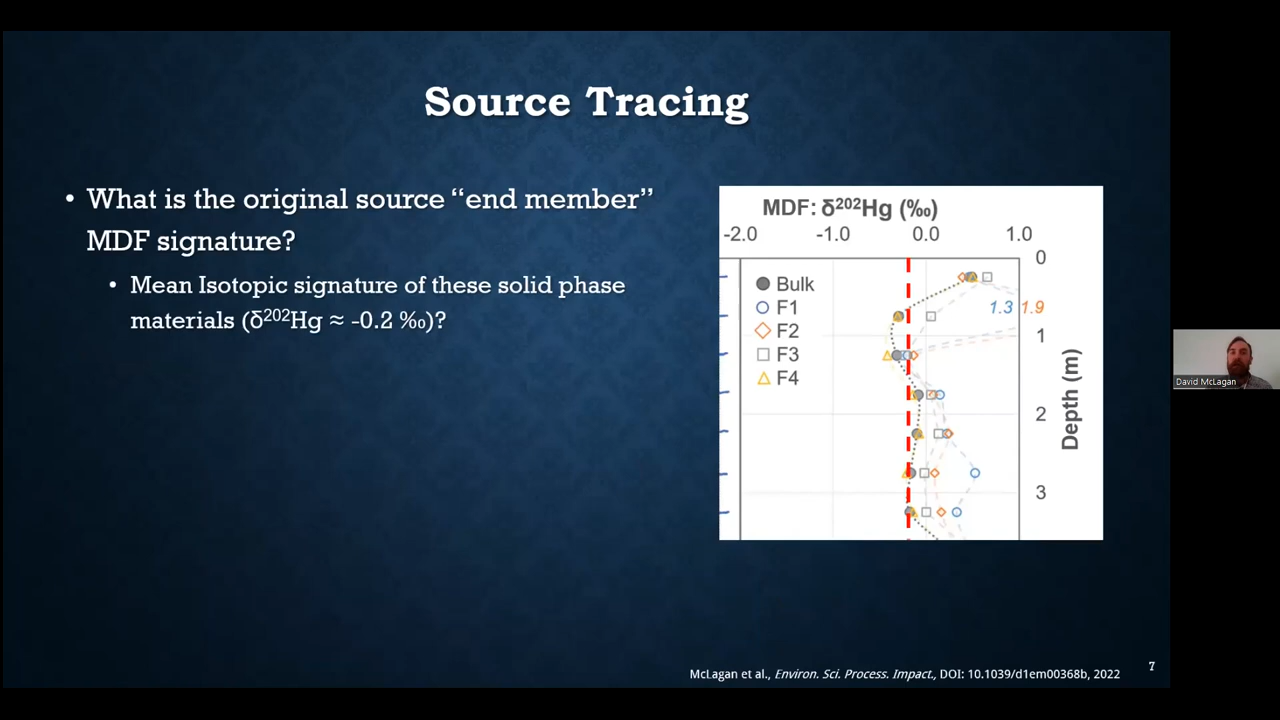 Source Tracing
• What is the original source “end member”
MDF signature?
• Mean Isotopic signature of these solid phase
materials (δ²⁰²Hg ≈ -0.2 ‰)?
MDF: δ²⁰²Hg (‰)
-2.0 -1.0 0.0 1.0
0
Bulk
F1
1.3 1.9
F2
1
F3
F4
2
Depth (m)
3
David McLagan
McLagan et al., Environ. Sci. Process. Impact., DOI: 10.1039/d1em00368b, 2022
7